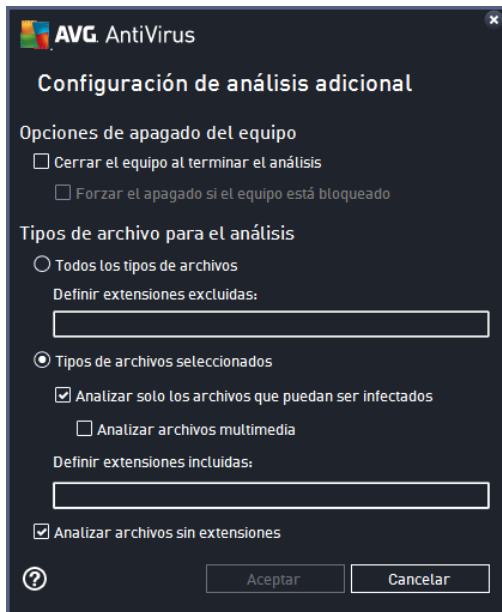 AVG. AntiVirus
Configuración de análisis adicional
Opciones de apagado del equipo
Cerrar el equipo al terminar el análisis
Forzar el apagado si el equipo está bloqueado
Tipos de archivo para el análisis
Todos los tipos de archivos
Definir extensiones excluidas:
Tipos de archivos seleccionados
Analizar solo los archivos que puedan ser infectados
Analizar archivos multimedia
Definir extensiones incluidas:
Analizar archivos sin extensiones
? Aceptar Cancelar